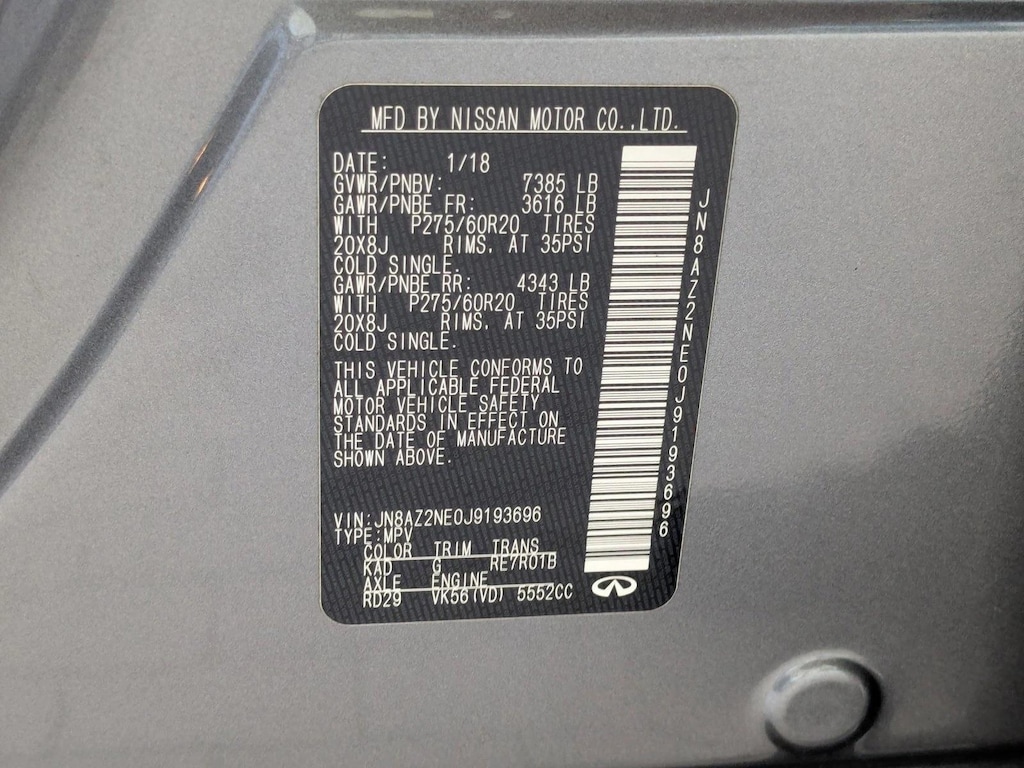 MFD BY NISSAN MOTOR CO.,LTD.
DATE: 1/18
GVWR/PNBV: 7385 LB
GAWR/PNBE FR: 3616 LB
WITH P275/60R20 TIRES
20X8J RIMS, AT 35PSI
COLD SINGLE.
GAWR/PNBE RR: 4343 LB
WITH P275/60R20 TIRES
20X8J RIMS, AT 35PSI
COLD SINGLE.
THIS VEHICLE CONFORMS TO
ALL APPLICABLE FEDERAL
MOTOR VEHICLE SAFETY
STANDARDS IN EFFECT ON
THE DATE OF MANUFACTURE
SHOWN ABOVE.
VIN:JN8AZ2NE0J9193696
TYPE:MPV
COLOR TRIM TRANS
KAD G RE7R01B
AXLE ENGINE
RD29 VK56(VD) 5552CC
JN8AZ2NE0J9193696